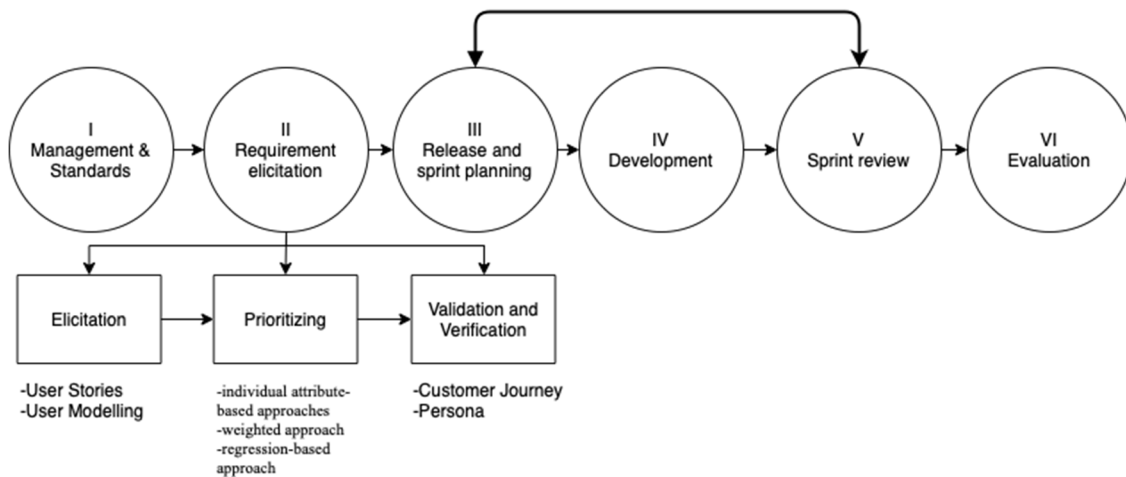 I
Management &
Standards
II
Requirement
elicitation
III
Release and
sprint planning
IV
Development
V
Sprint review
VI
Evaluation
Elicitation
Prioritizing
Validation and
Verification
-User Stories
-User Modelling
-individual attribute-
based approaches
-weighted approach
-regression-based
approach
-Customer Journey
-Persona